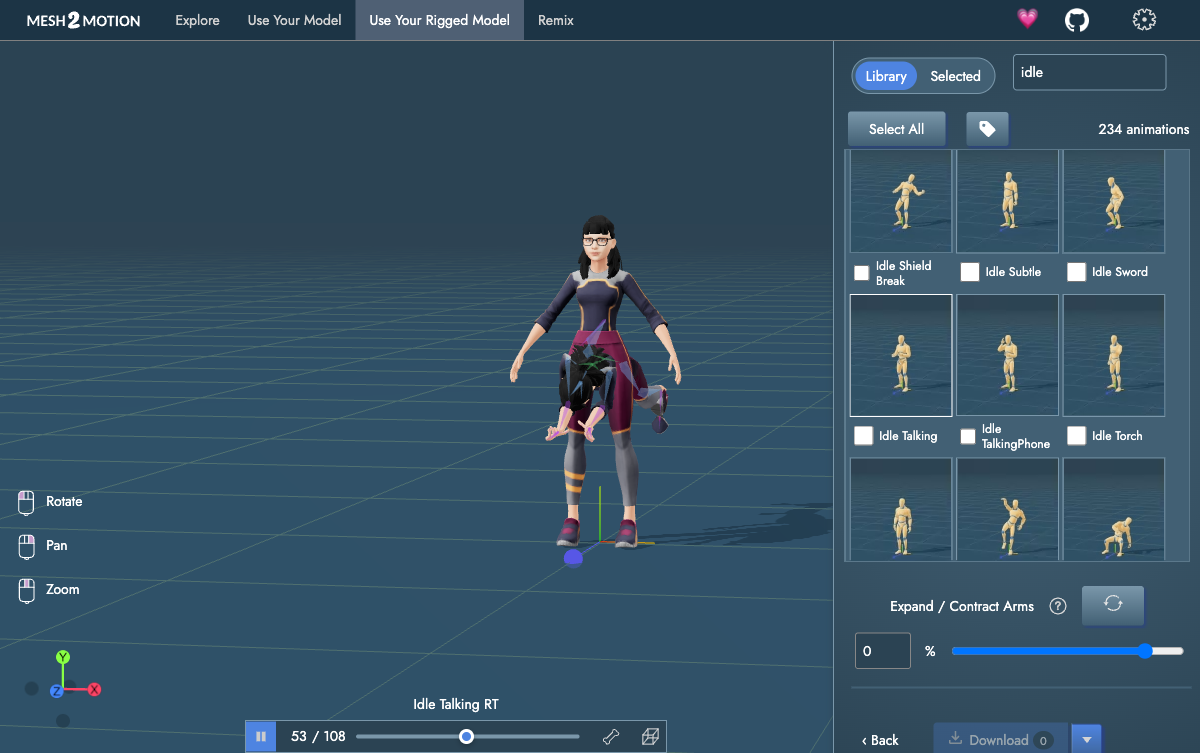 MESH2MOTION
Explore
Use Your Model
Use Your Rigged Model
Remix
Library
Selected
idle
Select All
234 animations
Idle Shield
Break
Idle Subtle
Idle Sword
Idle Talking
Idle
TalkingPhone
Idle Torch
Rotate
Pan
Zoom
Y
Z
X
Expand / Contract Arms
?
0
%
Idle Talking RT
53 / 108
‹ Back
Download 0